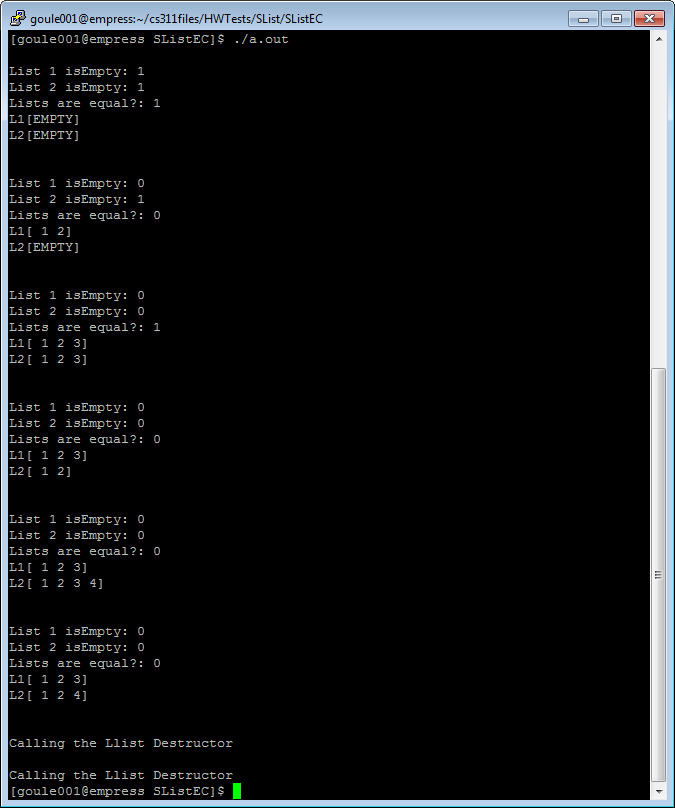 goule001@empress:~/cs311files/HWTests/SList/SListEC
[goule001@empress SListEC]$ ./a.out
List 1 isEmpty: 1
List 2 isEmpty: 1
Lists are equal?: 1
L1[EMPTY]
L2[EMPTY]
List 1 isEmpty: 0
List 2 isEmpty: 1
Lists are equal?: 0
L1[ 1 2]
L2[EMPTY]
List 1 isEmpty: 0
List 2 isEmpty: 0
Lists are equal?: 1
L1[ 1 2 3]
L2[ 1 2 3]
List 1 isEmpty: 0
List 2 isEmpty: 0
Lists are equal?: 0
L1[ 1 2 3]
L2[ 1 2]
List 1 isEmpty: 0
List 2 isEmpty: 0
Lists are equal?: 0
L1[ 1 2 3]
L2[ 1 2 3 4]
List 1 isEmpty: 0
List 2 isEmpty: 0
Lists are equal?: 0
L1[ 1 2 3]
L2[ 1 2 4]
Calling the Llist Destructor
Calling the Llist Destructor
[goule001@empress SListEC]$